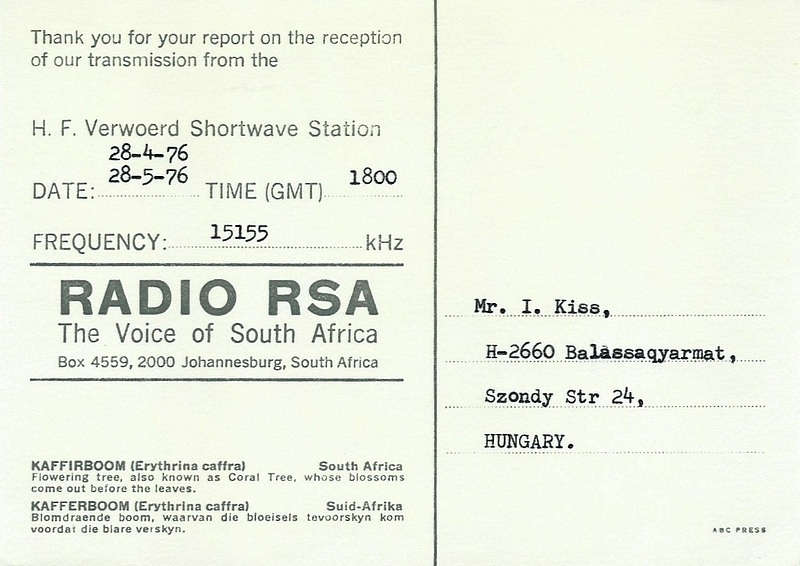 Thank you for your report on the reception
of our transmission from the
H. F. Verwoerd Shortwave Station
28-4-76
28-5-76
DATE: TIME (GMT) 1800
FREQUENCY: 15155 kHz
RADIO RSA
The Voice of South Africa
Box 4559, 2000 Johannesburg, South Africa
KAFFIRBOOM (Erythrina caffra) South Africa
Flowering tree, also known as Coral Tree, whose blossoms
come out before the leaves.
KAFFERBOOM (Erythrina caffra) Suid-Afrika
Blomdraende boom, waarvan die bloeisels tevoorskyn kom
voordat die blare verskyn.
Mr. I. Kiss,
H-2660 Balassaqyarmat,
Szondy Str 24,
HUNGARY.
ABC PRESS